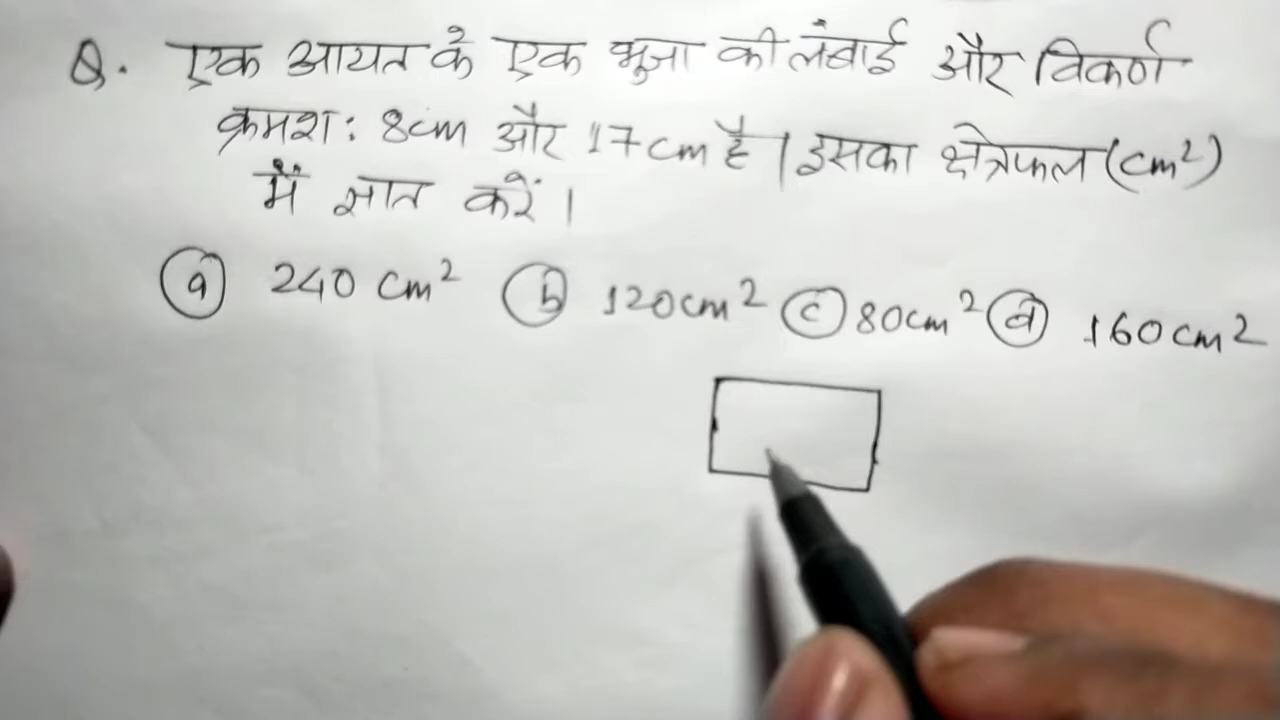 Q. एक आयत के एक भुजा की लंबाई और विकर्ण
क्रमश: 8cm और 17cm है | इसका क्षेत्रफल (cm²)
में ज्ञात करें |
(a) 240 cm² (b) 120cm² (c) 80cm² (d) 160cm²